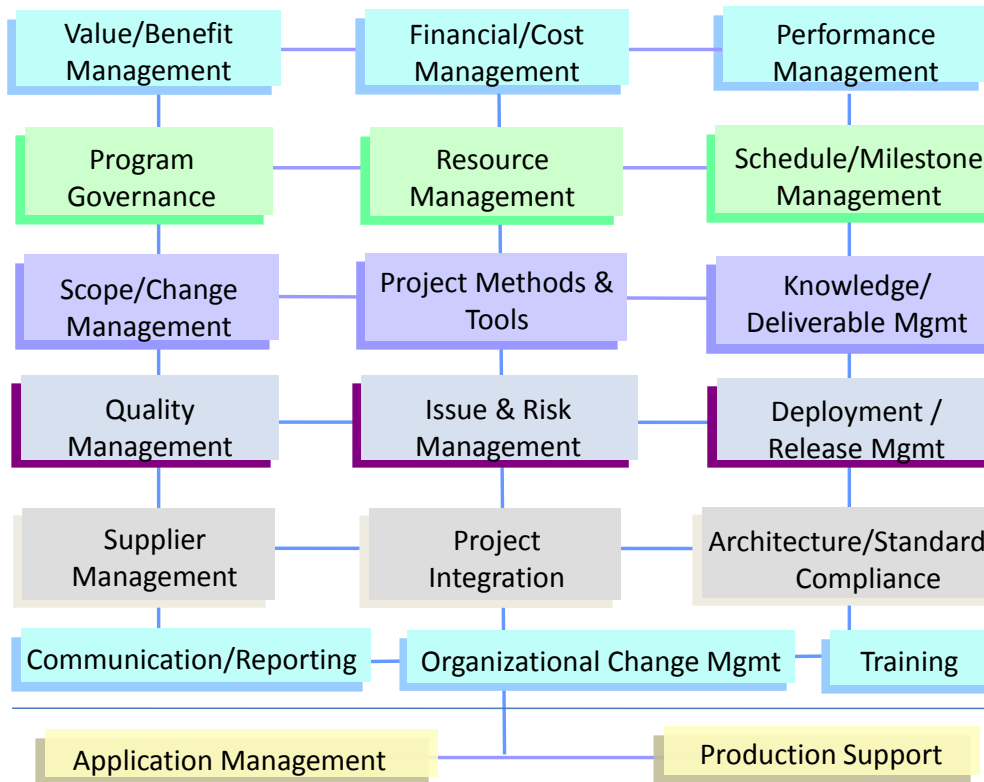 Value/Benefit
Management
Financial/Cost
Management
Performance
Management
Program
Governance
Resource
Management
Schedule/Milestone
Management
Scope/Change
Management
Project Methods &
Tools
Knowledge/
Deliverable Mgmt
Quality
Management
Issue & Risk
Management
Deployment /
Release Mgmt
Supplier
Management
Project
Integration
Architecture/Standard
Compliance
Communication/Reporting
Organizational Change Mgmt
Training
Application Management
Production Support